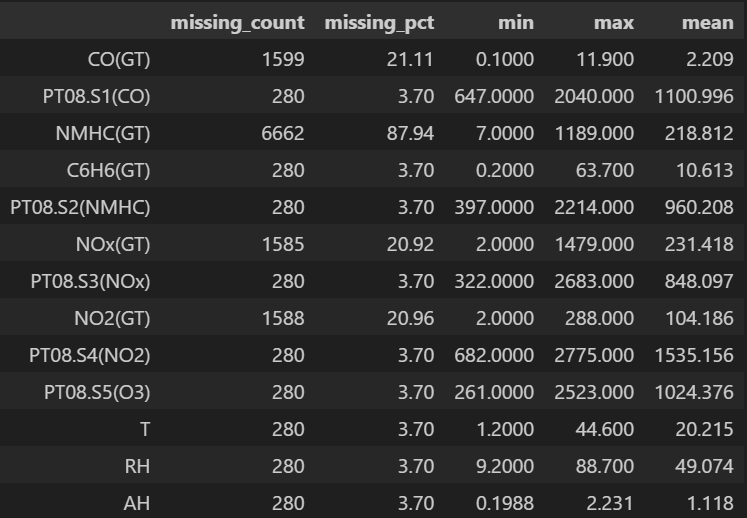 missing_count missing_pct min max mean
CO(GT) 1599 21.11 0.1000 11.900 2.209
PT08.S1(CO) 280 3.70 647.0000 2040.000 1100.996
NMHC(GT) 6662 87.94 7.0000 1189.000 218.812
C6H6(GT) 280 3.70 0.2000 63.700 10.613
PT08.S2(NMHC) 280 3.70 397.0000 2214.000 960.208
NOx(GT) 1585 20.92 2.0000 1479.000 231.418
PT08.S3(NOx) 280 3.70 322.0000 2683.000 848.097
NO2(GT) 1588 20.96 2.0000 288.000 104.186
PT08.S4(NO2) 280 3.70 682.0000 2775.000 1535.156
PT08.S5(O3) 280 3.70 261.0000 2523.000 1024.376
T 280 3.70 1.2000 44.600 20.215
RH 280 3.70 9.2000 88.700 49.074
AH 280 3.70 0.1988 2.231 1.118